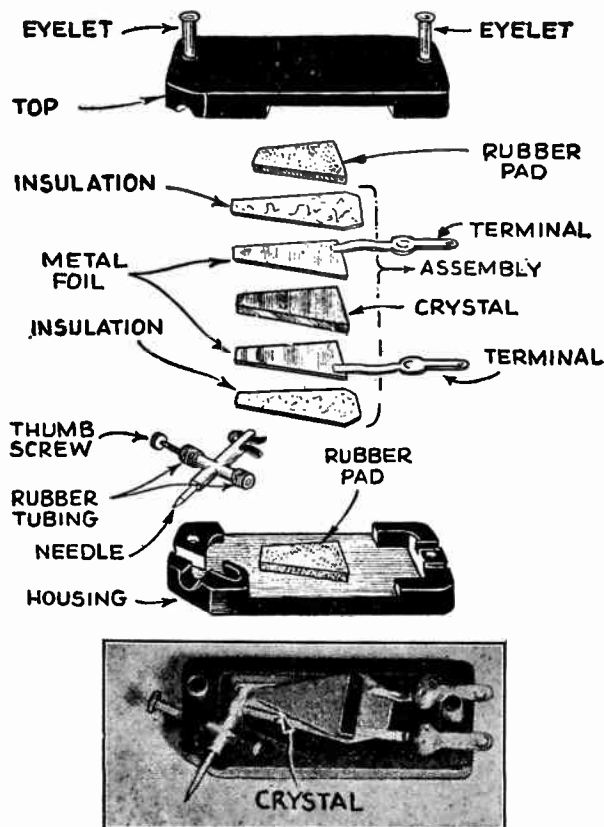 EYELET
EYELET
TOP
RUBBER
PAD
INSULATION
TERMINAL
METAL
FOIL
ASSEMBLY
CRYSTAL
INSULATION
TERMINAL
THUMB
SCREW
RUBBER
PAD
RUBBER
TUBING
NEEDLE
HOUSING
CRYSTAL